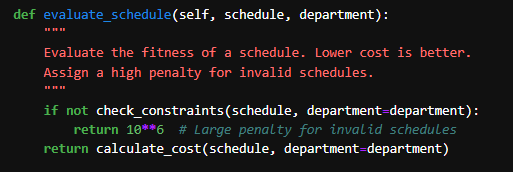 def evaluate_schedule(self, schedule, department):
    """
    Evaluate the fitness of a schedule. Lower cost is better.
    Assign a high penalty for invalid schedules.
    """
    if not check_constraints(schedule, department=department):
        return 10**6  # Large penalty for invalid schedules
    return calculate_cost(schedule, department=department)